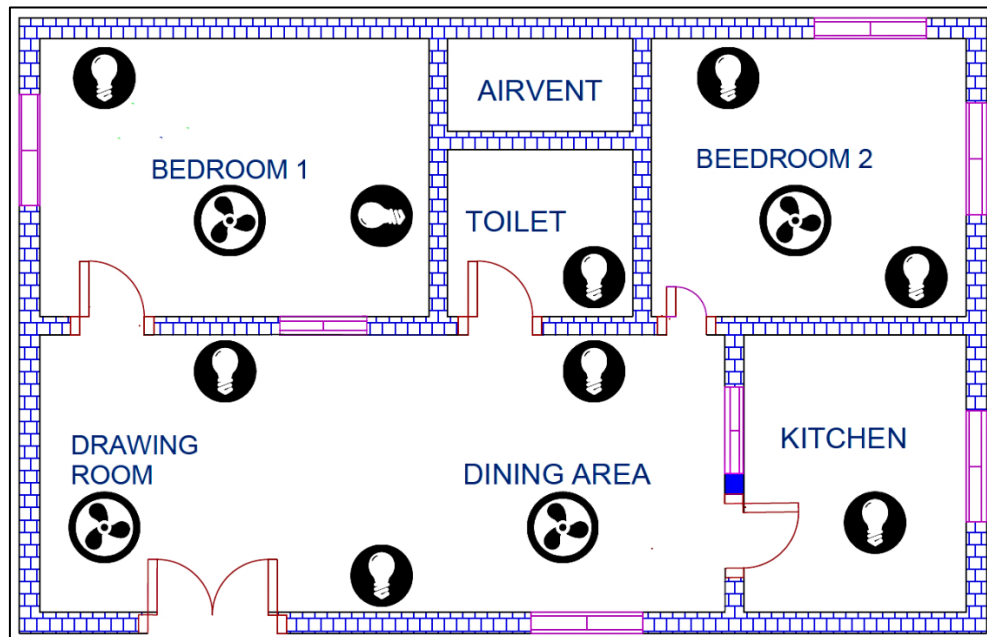 AIRVENT
BEDROOM 1
BEEDROOM 2
TOILET
DRAWING
ROOM
DINING AREA
KITCHEN